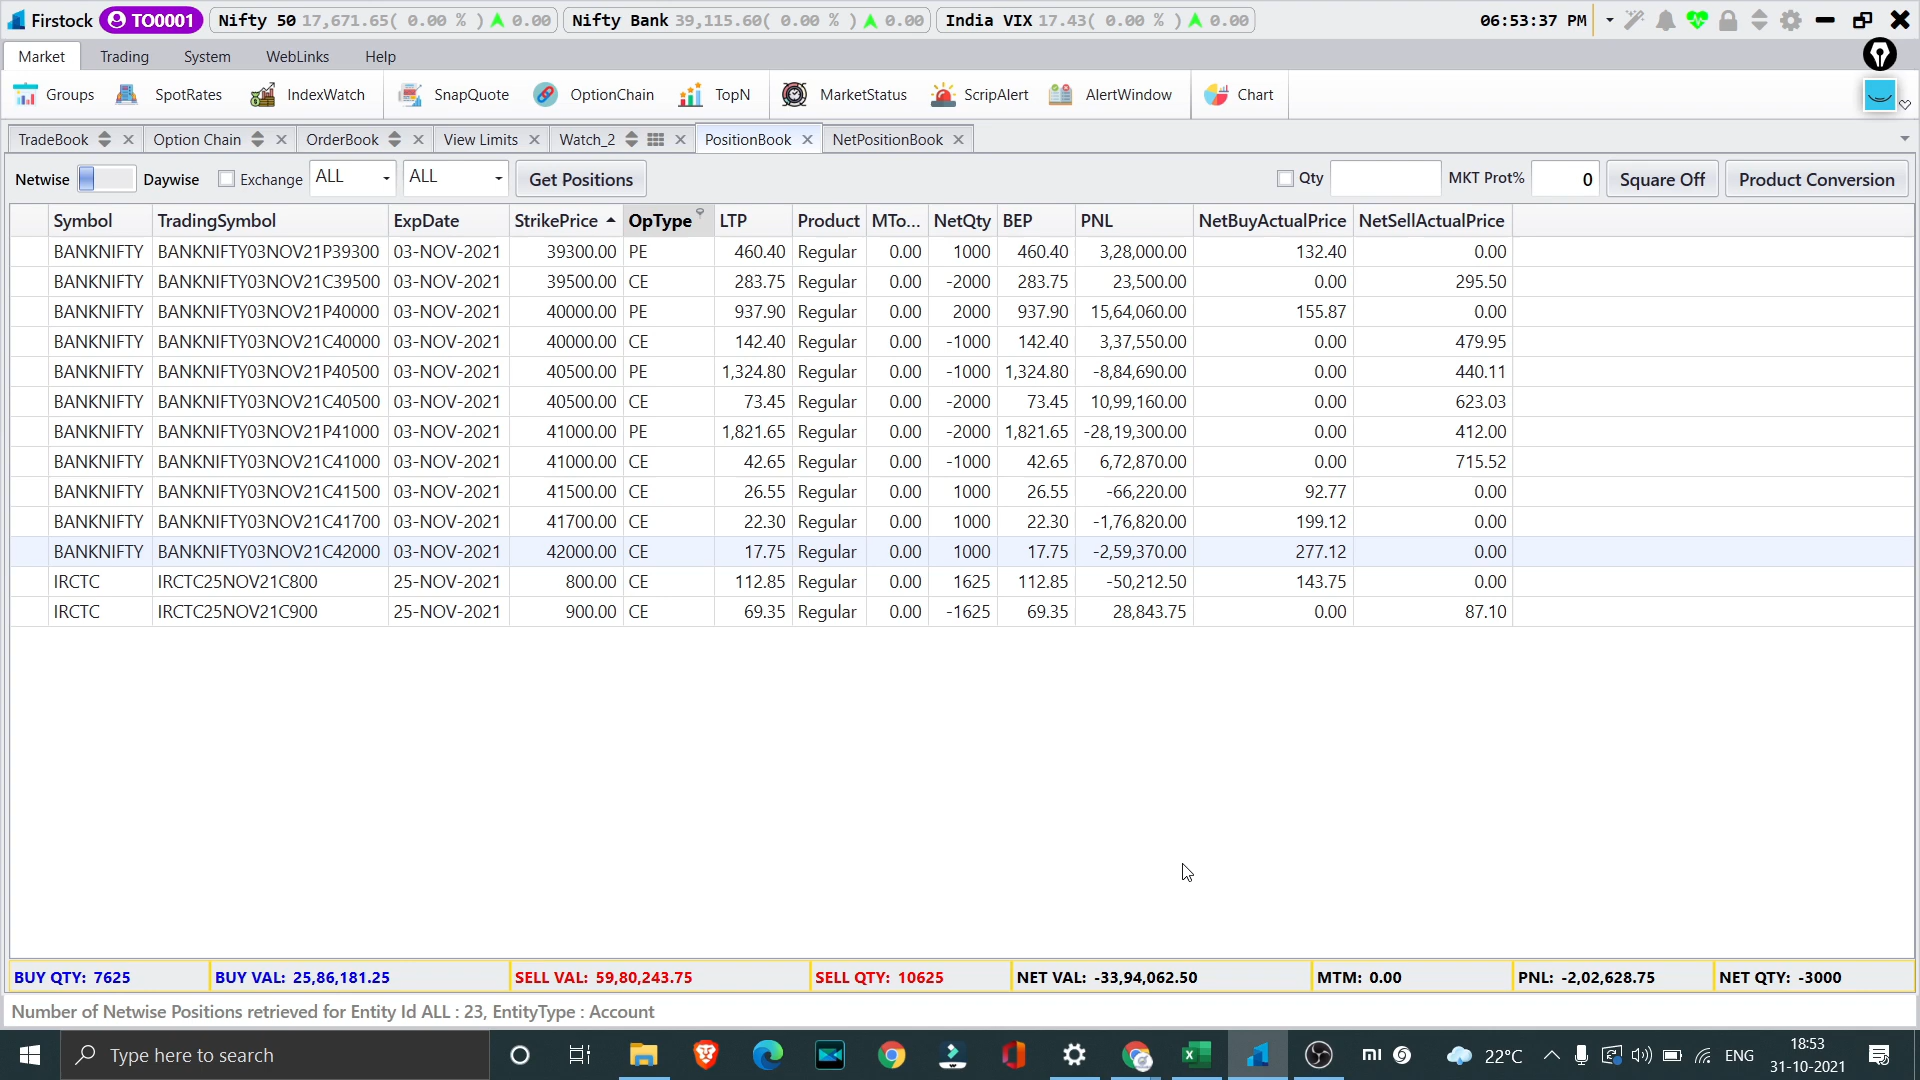 Firstock TO0001 Nifty 50 17,671.65( 0.00 % ) 0.00 Nifty Bank 39,115.60( 0.00 % ) 0.00 India VIX 17.43( 0.00 % ) 0.00 06:53:37 PM
Market Trading System WebLinks Help
Groups SpotRates IndexWatch SnapQuote OptionChain TopN MarketStatus ScripAlert AlertWindow Chart
TradeBook Option Chain OrderBook View Limits Watch_2 PositionBook NetPositionBook
Netwise Daywise Exchange ALL ALL Get Positions Qty MKT Prot% 0 Square Off Product Conversion
Symbol TradingSymbol ExpDate StrikePrice OpType LTP Product MTo... NetQty BEP PNL NetBuyActualPrice NetSellActualPrice
BANKNIFTY BANKNIFTY03NOV21P39300 03-NOV-2021 39300.00 PE 460.40 Regular 0.00 1000 460.40 3,28,000.00 132.40 0.00
BANKNIFTY BANKNIFTY03NOV21C39500 03-NOV-2021 39500.00 CE 283.75 Regular 0.00 -2000 283.75 23,500.00 0.00 295.50
BANKNIFTY BANKNIFTY03NOV21P40000 03-NOV-2021 40000.00 PE 937.90 Regular 0.00 2000 937.90 15,64,060.00 155.87 0.00
BANKNIFTY BANKNIFTY03NOV21C40000 03-NOV-2021 40000.00 CE 142.40 Regular 0.00 -1000 142.40 3,37,550.00 0.00 479.95
BANKNIFTY BANKNIFTY03NOV21P40500 03-NOV-2021 40500.00 PE 1,324.80 Regular 0.00 -1000 1,324.80 -8,84,690.00 0.00 440.11
BANKNIFTY BANKNIFTY03NOV21C40500 03-NOV-2021 40500.00 CE 73.45 Regular 0.00 -2000 73.45 10,99,160.00 0.00 623.03
BANKNIFTY BANKNIFTY03NOV21P41000 03-NOV-2021 41000.00 PE 1,821.65 Regular 0.00 -2000 1,821.65 -28,19,300.00 0.00 412.00
BANKNIFTY BANKNIFTY03NOV21C41000 03-NOV-2021 41000.00 CE 42.65 Regular 0.00 -1000 42.65 6,72,870.00 0.00 715.52
BANKNIFTY BANKNIFTY03NOV21C41500 03-NOV-2021 41500.00 CE 26.55 Regular 0.00 1000 26.55 -66,220.00 92.77 0.00
BANKNIFTY BANKNIFTY03NOV21C41700 03-NOV-2021 41700.00 CE 22.30 Regular 0.00 1000 22.30 -1,76,820.00 199.12 0.00
BANKNIFTY BANKNIFTY03NOV21C42000 03-NOV-2021 42000.00 CE 17.75 Regular 0.00 1000 17.75 -2,59,370.00 277.12 0.00
IRCTC IRCTC25NOV21C800 25-NOV-2021 800.00 CE 112.85 Regular 0.00 1625 112.85 -50,212.50 143.75 0.00
IRCTC IRCTC25NOV21C900 25-NOV-2021 900.00 CE 69.35 Regular 0.00 -1625 69.35 28,843.75 0.00 87.10
BUY QTY: 7625 BUY VAL: 25,86,181.25 SELL VAL: 59,80,243.75 SELL QTY: 10625 NET VAL: -33,94,062.50 MTM: 0.00 PNL: -2,02,628.75 NET QTY: -3000
Number of Netwise Positions retrieved for Entity Id ALL : 23, EntityType : Account
Type here to search 22°C ENG 18:53
31-10-2021